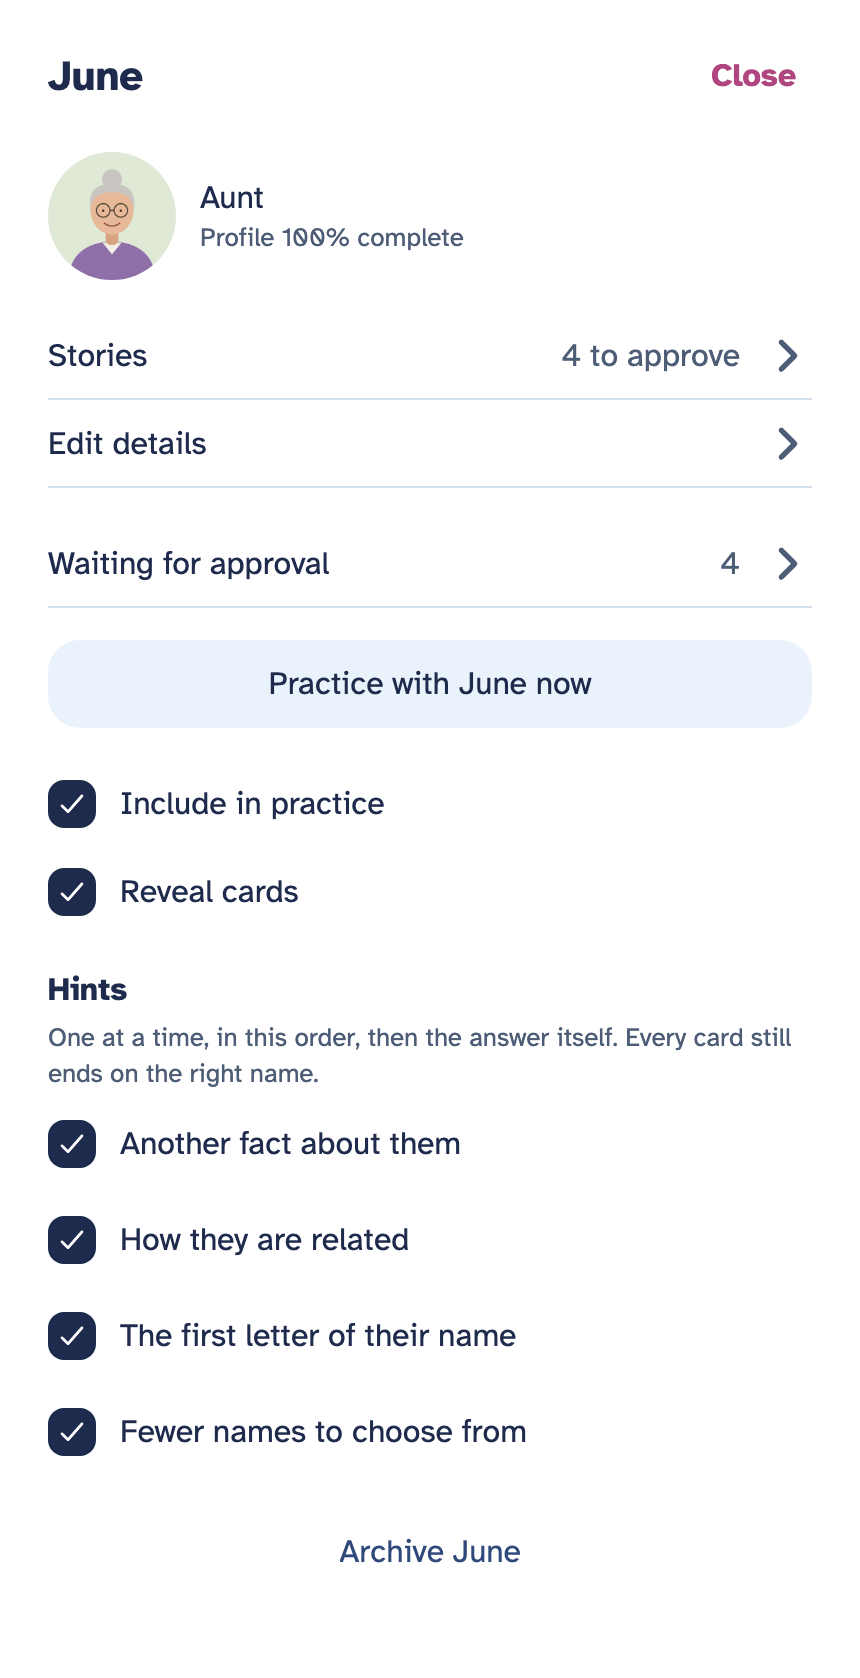 June
Close
Aunt
Profile 100% complete
Stories
4 to approve
Edit details
Waiting for approval
4
Practice with June now
Include in practice
Reveal cards
Hints
One at a time, in this order, then the answer itself. Every card still
ends on the right name.
Another fact about them
How they are related
The first letter of their name
Fewer names to choose from
Archive June